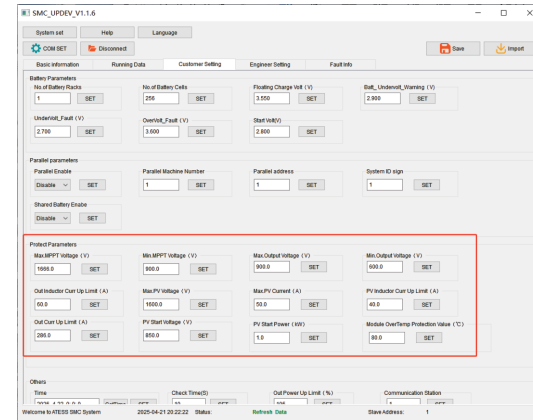 SMC_UPDEV_V1.1.6
System set Help Language
COM SET Disconnect Save Import
Basic Information Running Data Customer Setting Engineer Setting Fault Info
Battery Parameters
No.of Battery Racks No.of Battery Cells Floating Charge Volt (V) Batt_Undervolt_Warning (V)
1 SET 256 SET 3.550 SET 2.900 SET
UnderVolt_Fault (V) OverVolt_Fault (V) Start Volt(V)
2.700 SET 3.600 SET 2.800 SET
Parallel parameters
Parallel Enable Parallel Machine Number Parallel address System ID sign
Disable SET 1 SET 1 SET 1 SET
Shared Battery Enabe
Disable SET
Protect Parameters
Max.MPPT Voltage (V) Min.MPPT Voltage (V) Max.Output Voltage (V) Min.Output Voltage (V)
1666.0 SET 900.0 SET 900.0 SET 600.0 SET
Out Inductor Curr Up Limit (A) Max.PV Voltage (V) Max.PV Current (A) PV Inductor Curr Up Limit (A)
60.0 SET 1600.0 SET 50.0 SET 40.0 SET
Out Curr Up Limit (A) PV Start Voltage (V) PV Start Power (kW) Module OverTemp Protection Value (℃)
286.0 SET 850.0 SET 1.0 SET 80.0 SET
Others
Time Check Time(S) Out Power Up Limit (%) Communication Station
SET SET SET
Welcome to ATESS SMC System 2025-04-21 20:22:22 Status: Refresh Data Slave Address: 1